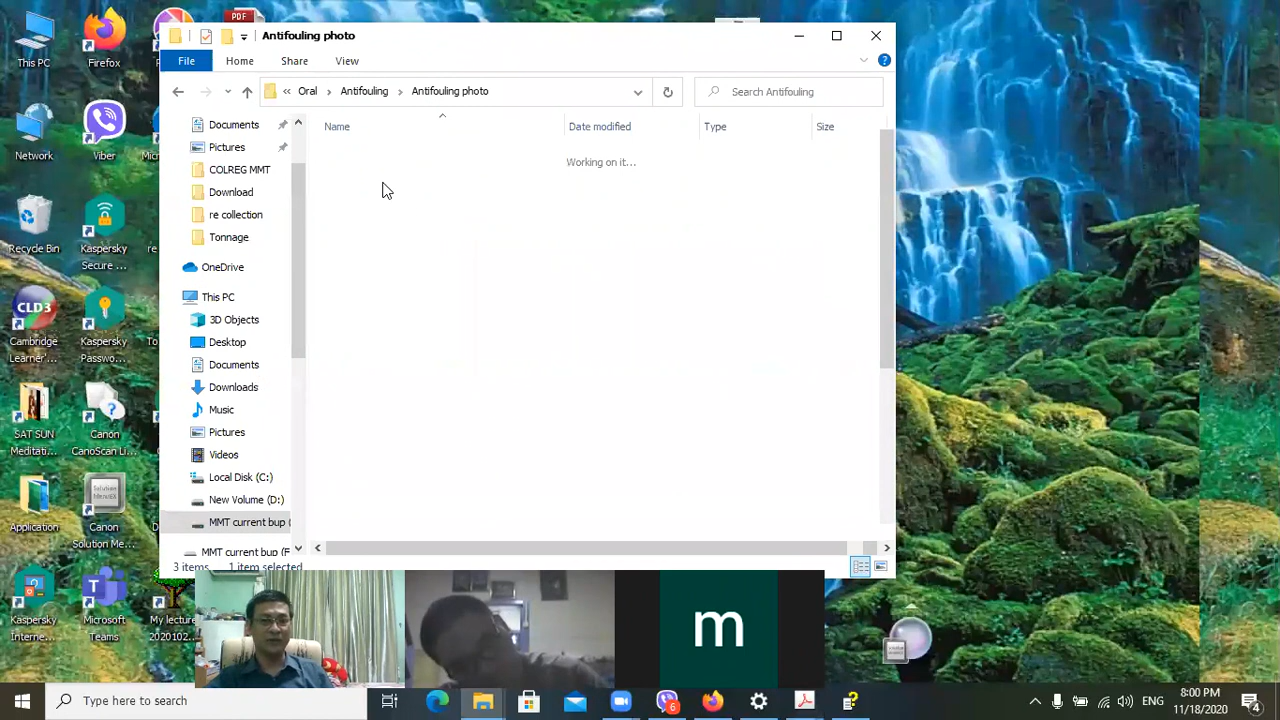 PDF
Antifouling photo
File Home Share View
« Oral > Antifouling > Antifouling photo
Search Antifouling
Name Date modified Type Size
Working on it...
Documents
Pictures
COLREG MMT
Download
re collection
Tonnage
OneDrive
This PC
3D Objects
Desktop
Documents
Downloads
Music
Pictures
Videos
Local Disk (C:)
New Volume (D:)
MMT current bup (
MMT current bup (E
3 items 1 item selected
This PC
Firefox
Network
Viber
Recycle Bin
Kaspersky
Secure ...
CLD3
Cambridge
Learner ...
Kaspersky
Passwo...
SAT SUN
Meditati...
Canon
CanoScan Li...
Application
Solution
Menu
Canon
Solution Me...
Kaspersky
Interne...
Microsoft
Teams
My lecture
2020102...
m
Type here to search
6
ENG
8:00 PM
11/18/2020
4